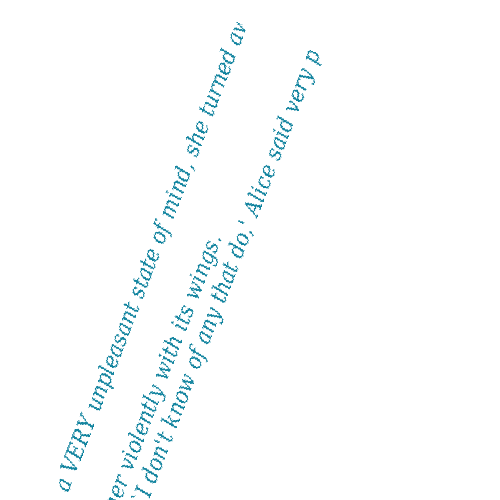 a VERY unpleasant state of mind, she turned aw
er violently with its wings.
`I don't know of any that do,' Alice said very p